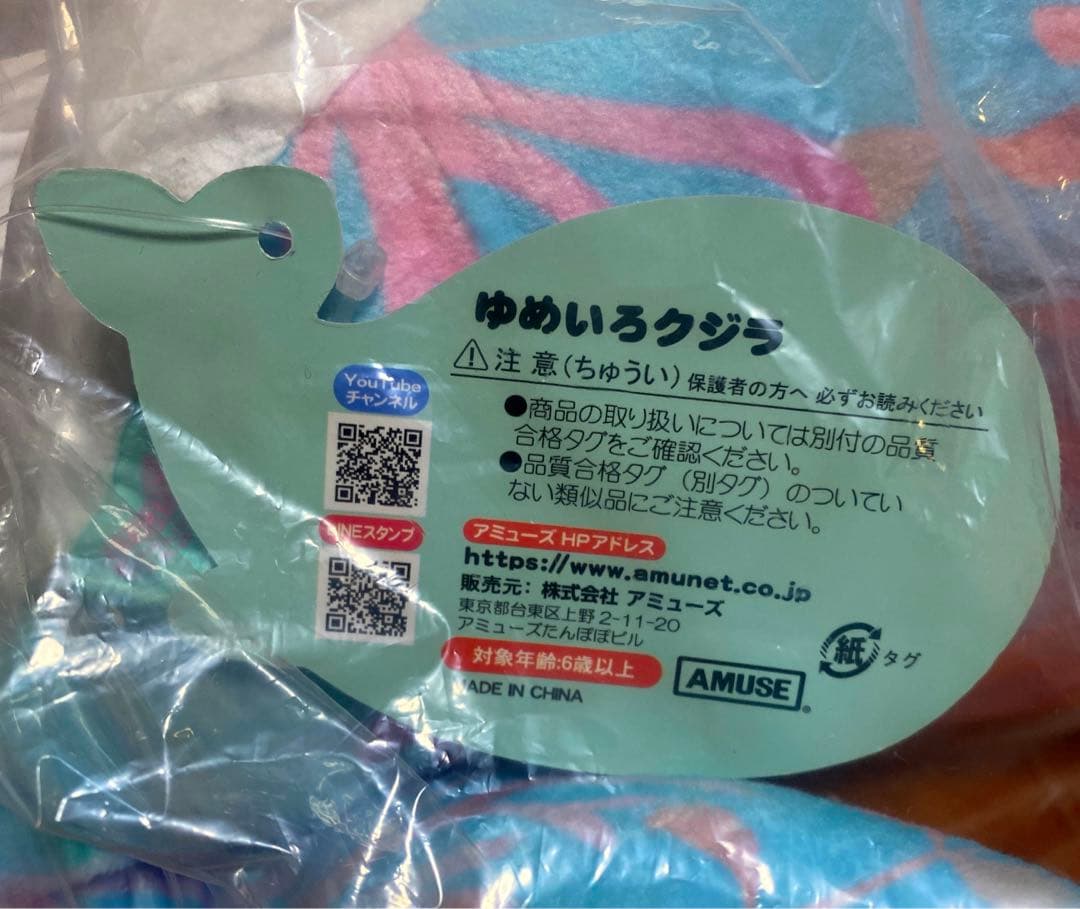 ゆめいろクジラ
⚠注意(ちゅうい)保護者の方へ 必ずお読みください
●商品の取り扱いについては別付の品質
合格タグをご確認ください。
●品質合格タグ(別タグ)のついてい
ない類似品にご注意ください。
YouTube
チャンネル
LINEスタンプ
アミューズ HPアドレス
https://www.amunet.co.jp
販売元: 株式会社 アミューズ
東京都台東区上野 2-11-20
アミューズたんぽぽビル
対象年齢:6歳以上
MADE IN CHINA
AMUSE
紙 タグ